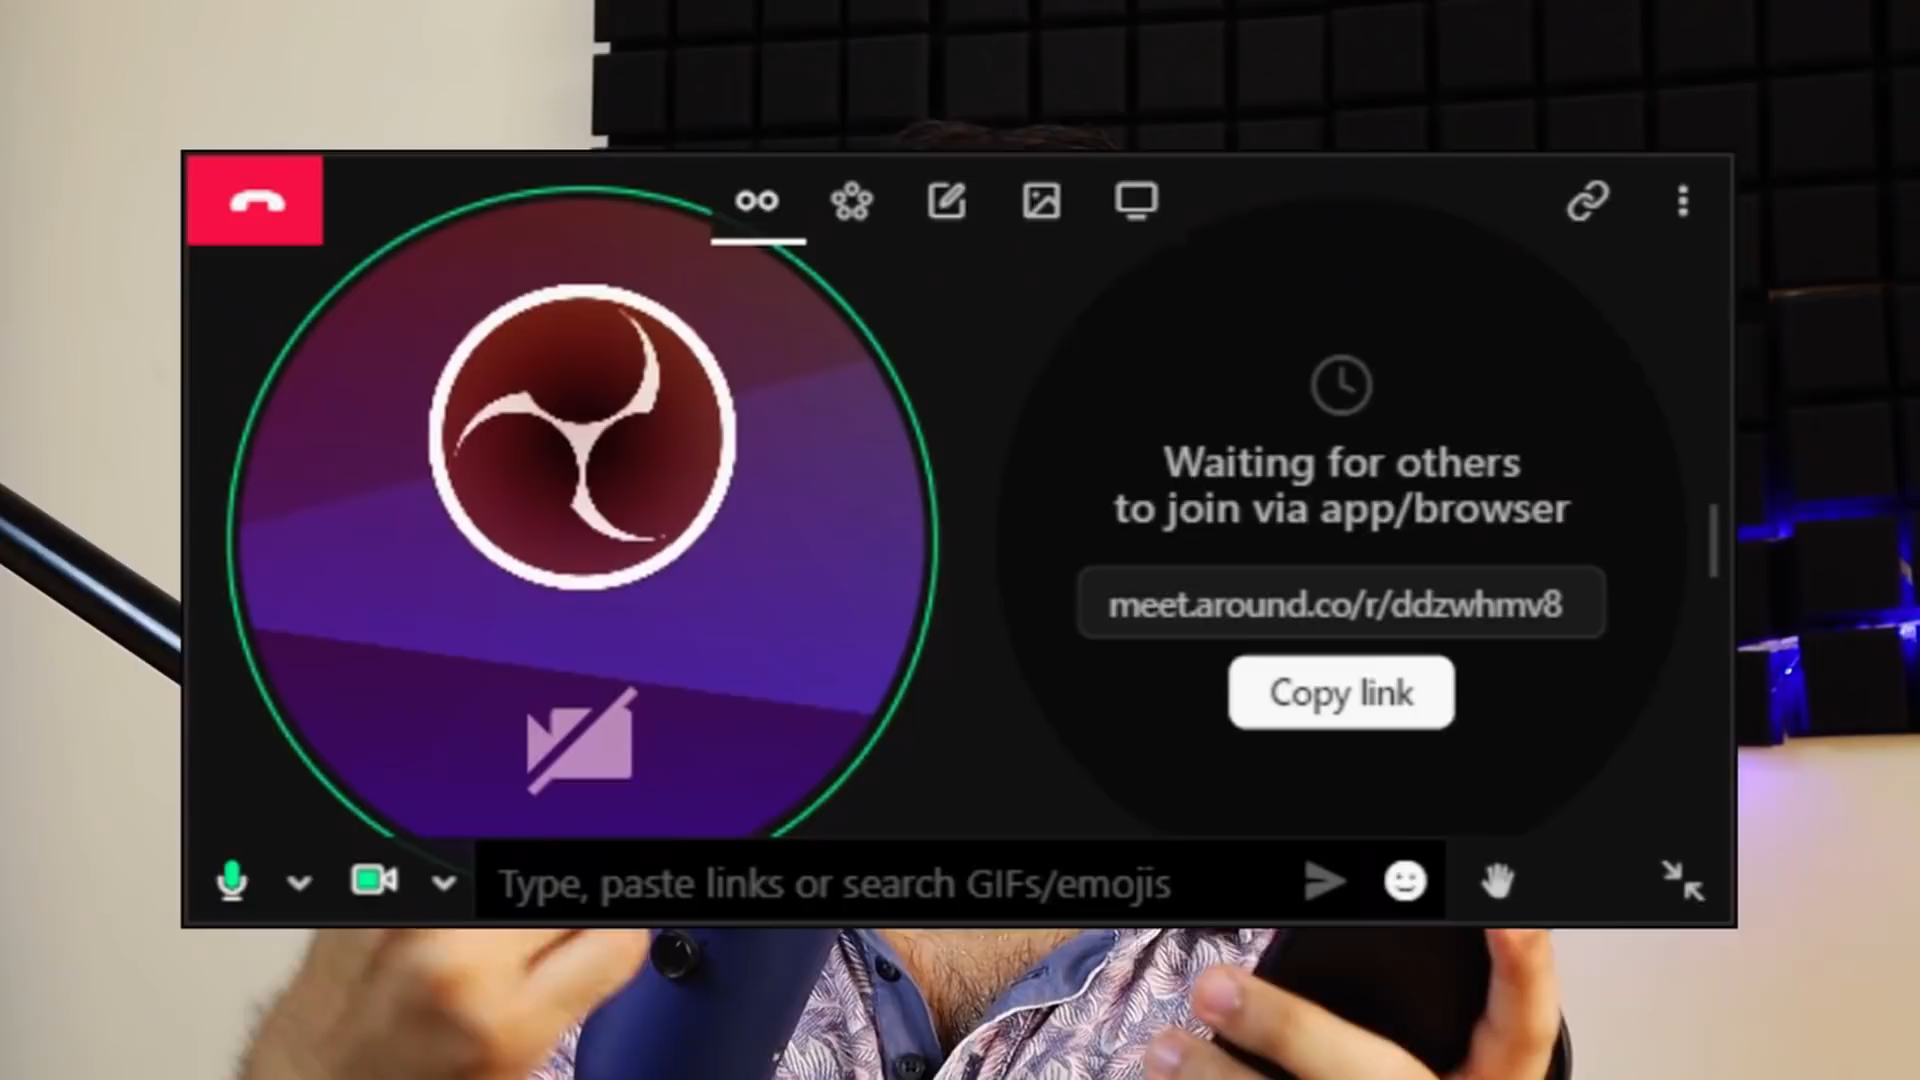 Waiting for others
to join via app/browser
meet.around.co/r/ddzwhmv8
Copy link
Type, paste links or search GIFs/emojis